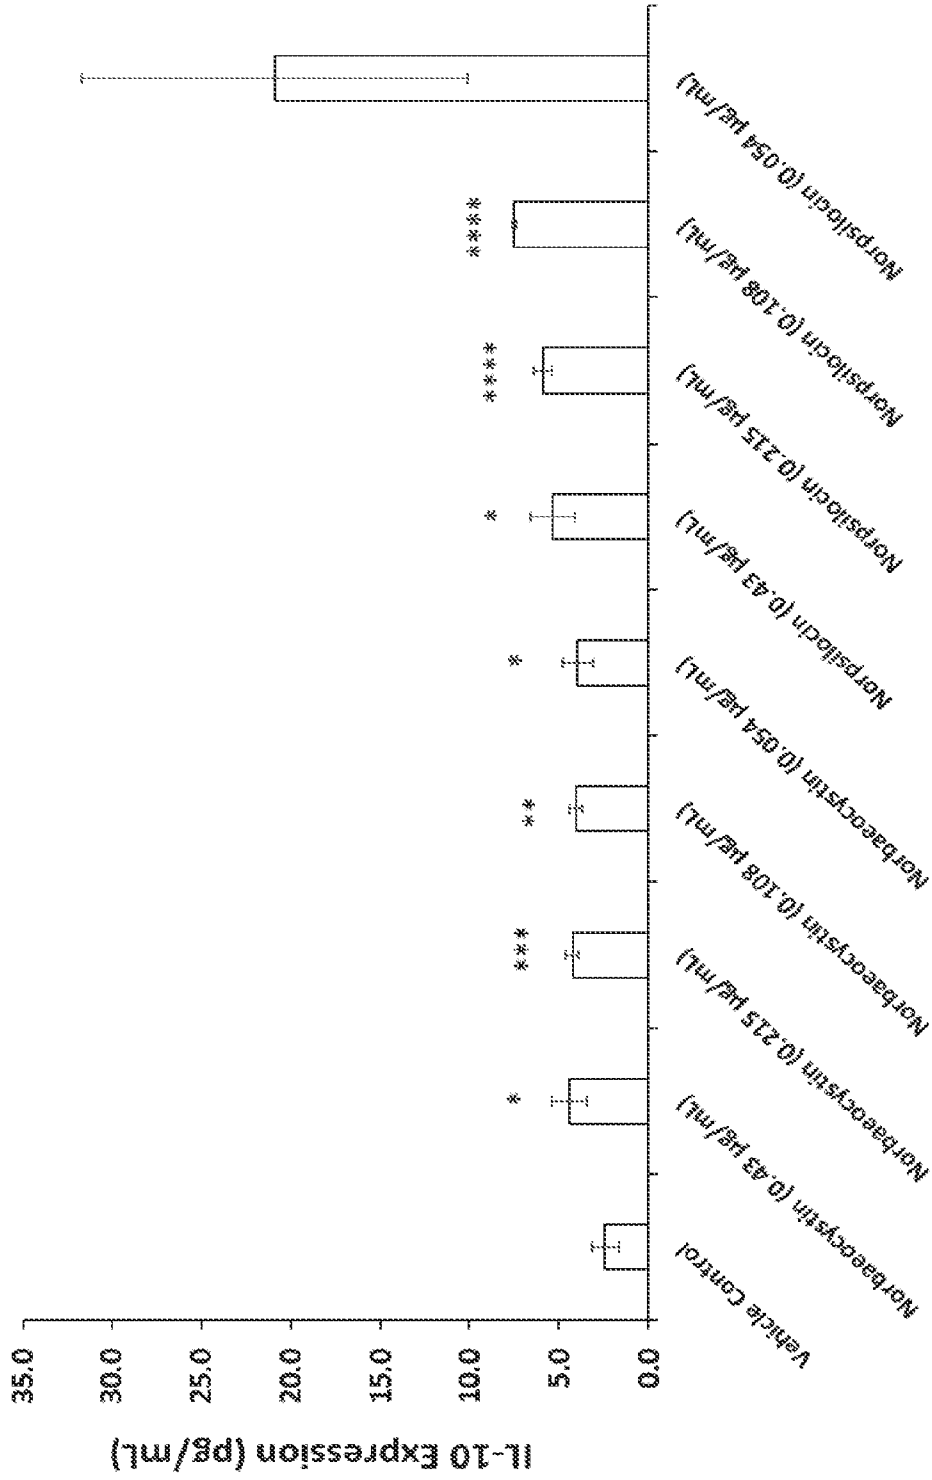 IL-10 Expression (pg/mL)
35.0
30.0
25.0
20.0
15.0
10.0
5.0
0.0
*
***
**
*
*
****
****
Vehicle Control
Norbaeocystin (0.43 µg/mL)
Norbaeocystin (0.215 µg/mL)
Norbaeocystin (0.108 µg/mL)
Norbaeocystin (0.054 µg/mL)
Norpsilocin (0.43 µg/mL)
Norpsilocin (0.215 µg/mL)
Norpsilocin (0.108 µg/mL)
Norpsilocin (0.054 µg/mL)